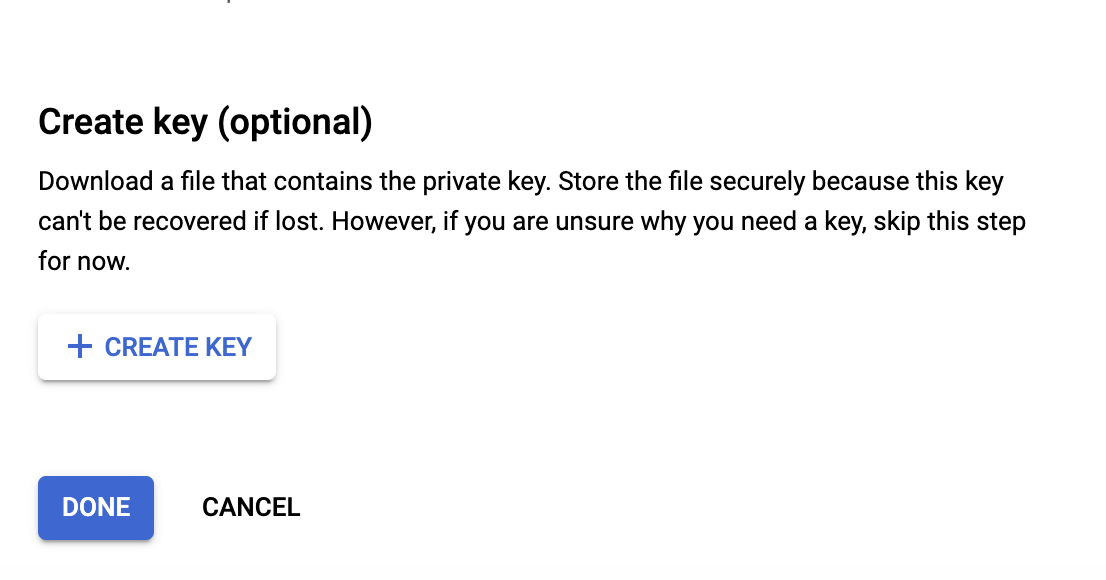 Create key (optional)
Download a file that contains the private key. Store the file securely because this key
can't be recovered if lost. However, if you are unsure why you need a key, skip this step
for now.
+ CREATE KEY
DONE CANCEL